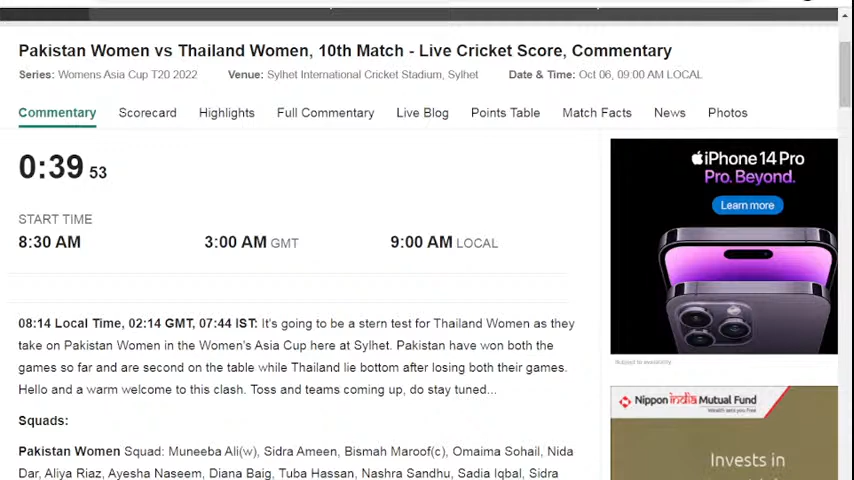 Pakistan Women vs Thailand Women, 10th Match - Live Cricket Score, Commentary
Series: Womens Asia Cup T20 2022 Venue: Sylhet International Cricket Stadium, Sylhet Date & Time: Oct 06, 09:00 AM LOCAL
Commentary Scorecard Highlights Full Commentary Live Blog Points Table Match Facts News Photos
0:39 53
START TIME
8:30 AM 3:00 AM GMT 9:00 AM LOCAL
08:14 Local Time, 02:14 GMT, 07:44 IST: It's going to be a stern test for Thailand Women as they
take on Pakistan Women in the Women's Asia Cup here at Sylhet. Pakistan have won both the
games so far and are second on the table while Thailand lie bottom after losing both their games.
Hello and a warm welcome to this clash. Toss and teams coming up, do stay tuned...
Squads:
Pakistan Women Squad: Muneeba Ali(w), Sidra Ameen, Bismah Maroof(c), Omaima Sohail, Nida
Dar, Aliya Riaz, Ayesha Naseem, Diana Baig, Tuba Hassan, Nashra Sandhu, Sadia Iqbal, Sidra
iPhone 14 Pro
Pro. Beyond.
Learn more
Subject to availability
Nippon india Mutual Fund
Wealth sets you free
Invests in